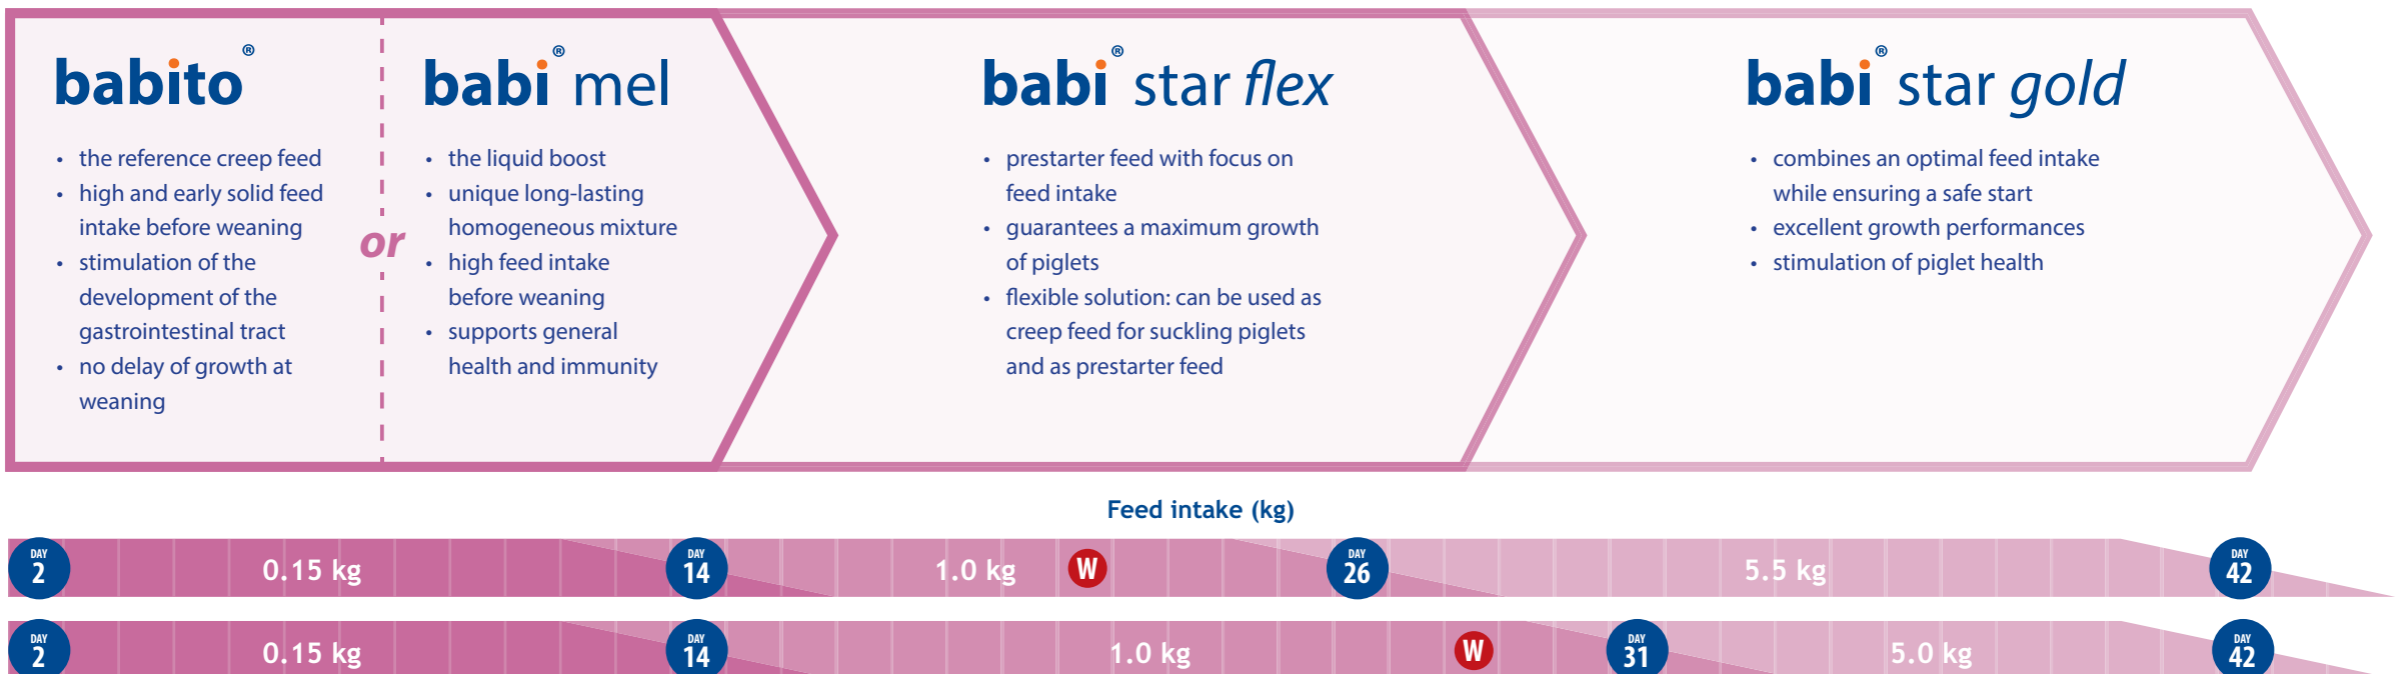 babito®
• the reference creep feed
• high and early solid feed
intake before weaning
• stimulation of the
development of the
gastrointestinal tract
• no delay of growth at
weaning
or
babi® mel
• the liquid boost
• unique long-lasting
homogeneous mixture
• high feed intake
before weaning
• supports general
health and immunity
babi® star flex
• prestarter feed with focus on
feed intake
• guarantees a maximum growth
of piglets
• flexible solution: can be used as
creep feed for suckling piglets
and as prestarter feed
babi® star gold
• combines an optimal feed intake
while ensuring a safe start
• excellent growth performances
• stimulation of piglet health
Feed intake (kg)
DAY 2 0.15 kg DAY 14 1.0 kg W DAY 26 5.5 kg DAY 42
DAY 2 0.15 kg DAY 14 1.0 kg W DAY 31 5.0 kg DAY 42